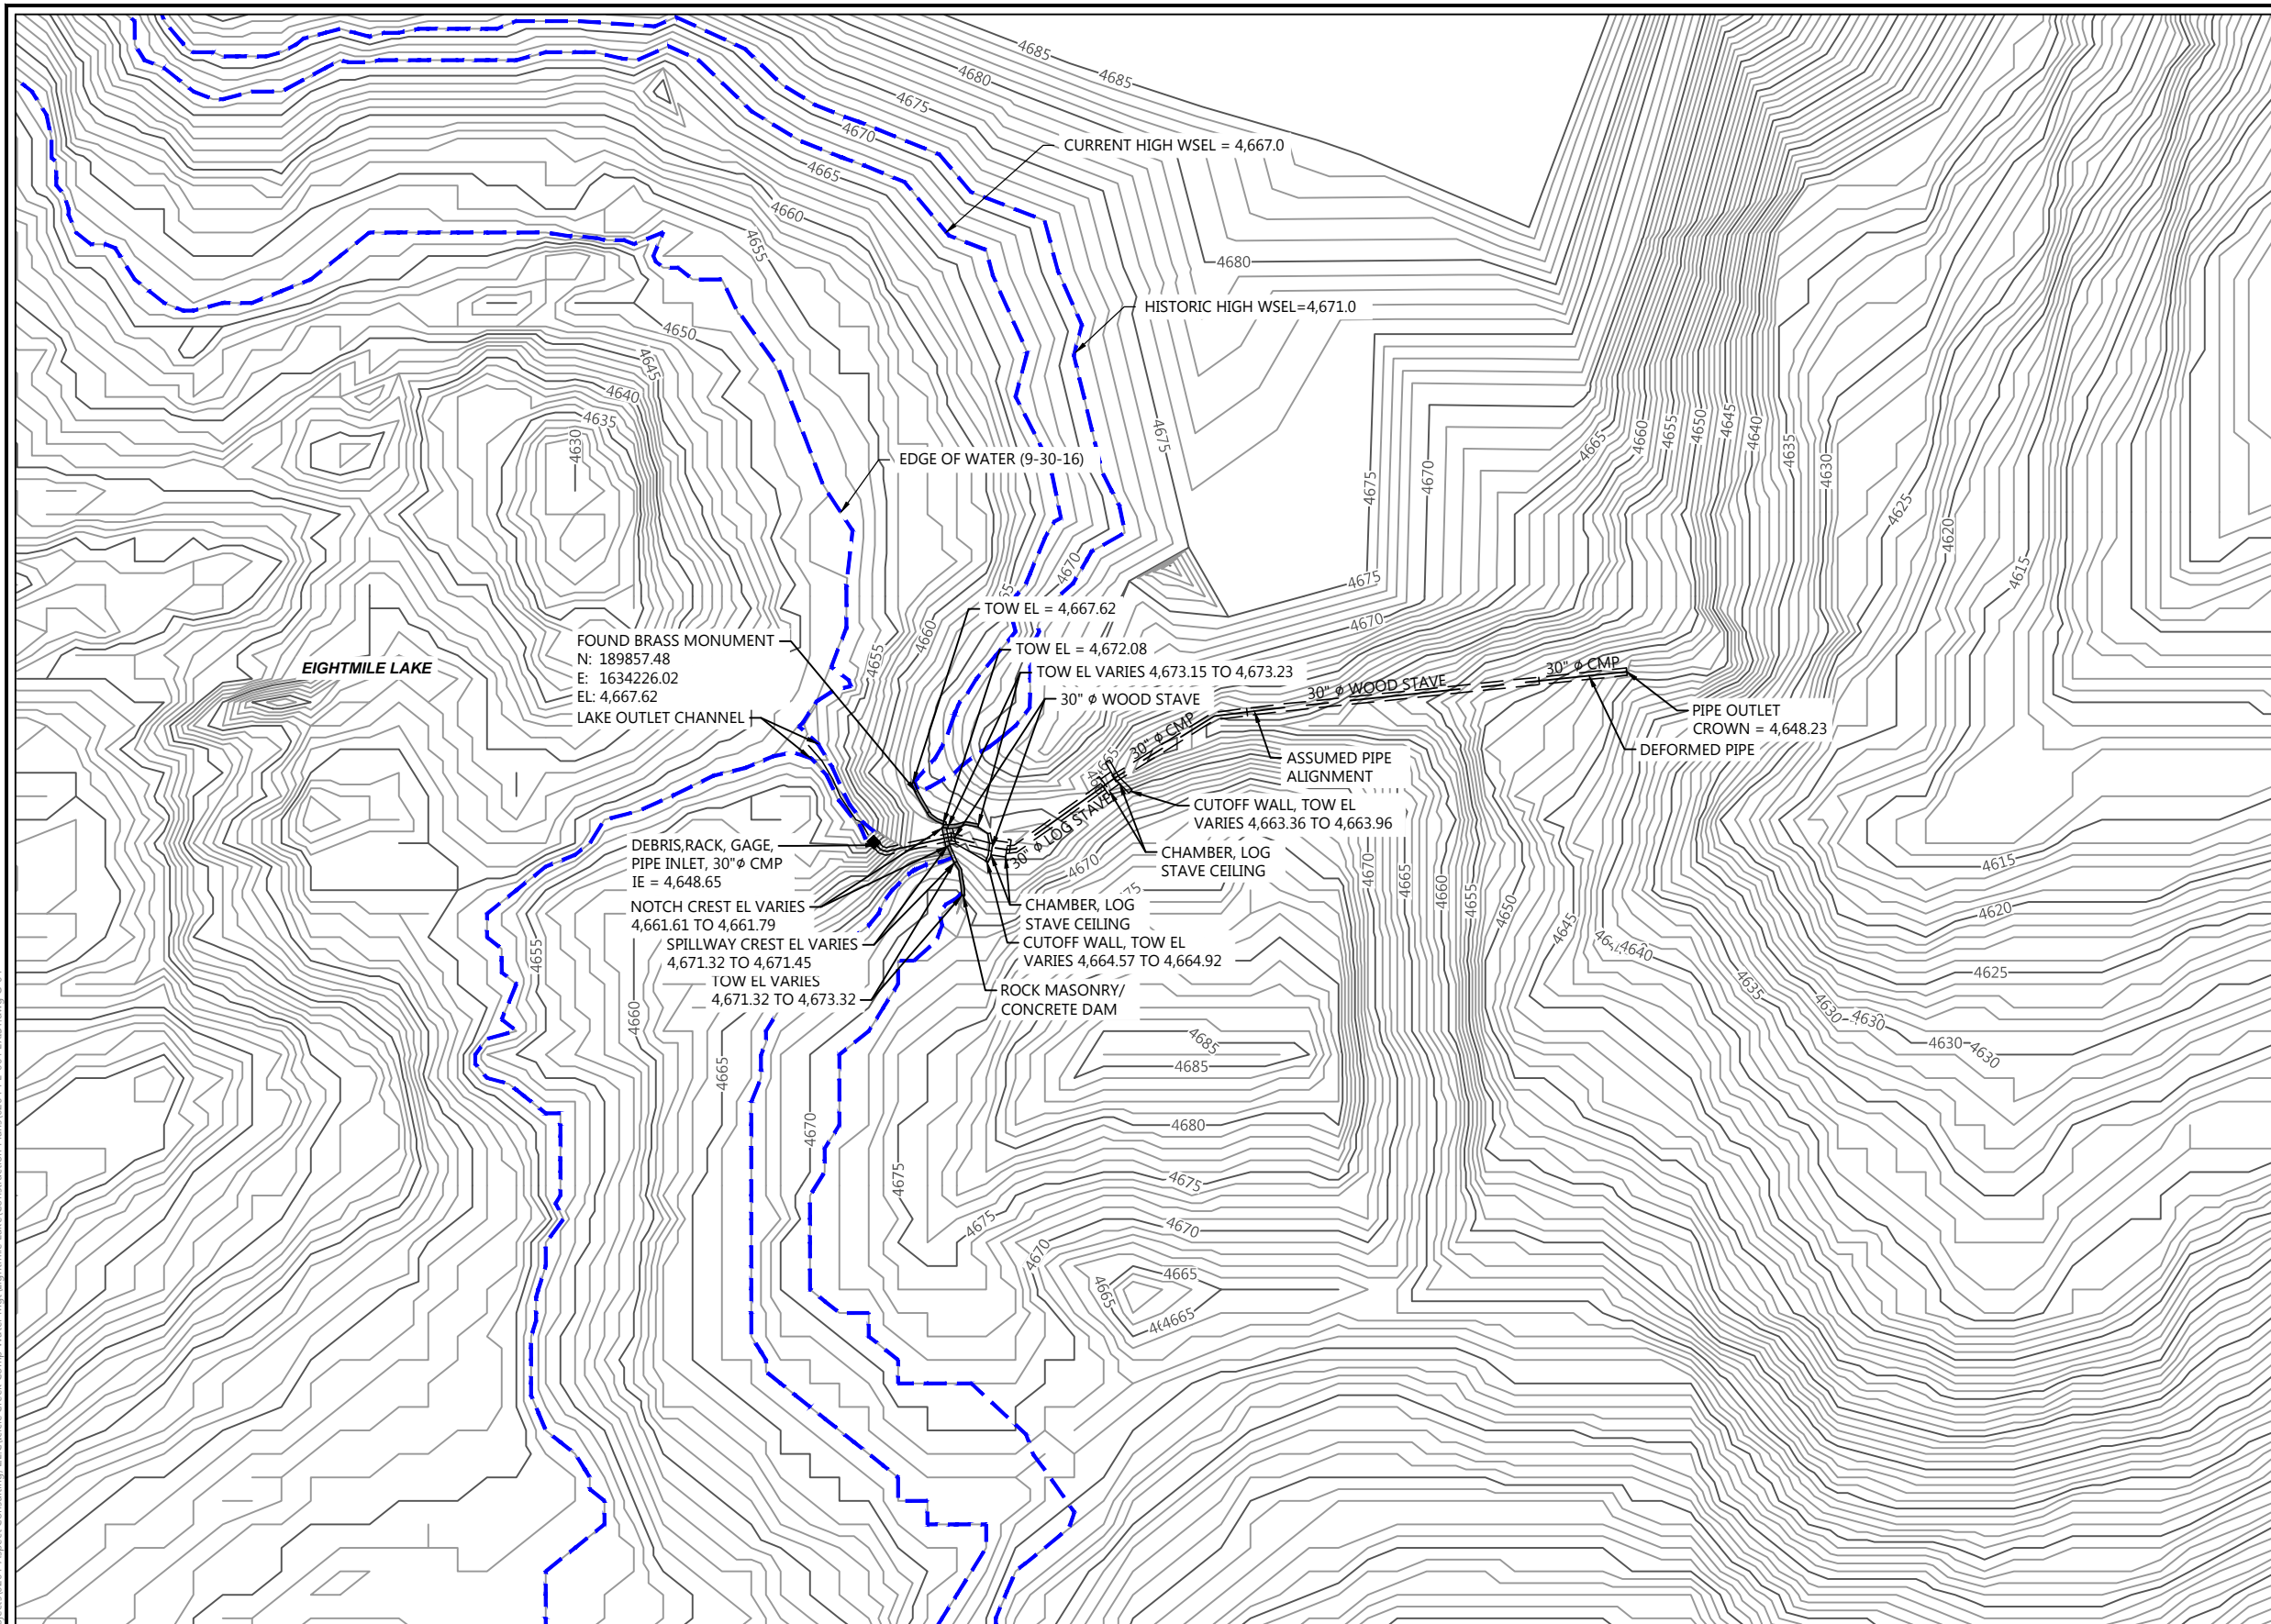 4685
4680
4685
4675
4670
CURRENT HIGH WSEL = 4,667.0
4665
4660
4655
4680
HISTORIC HIGH WSEL=4,671.0
4650
4645
4640
4635
4630
4675
EDGE OF WATER (9-30-16)
4675
4670
4665
4660
4655
4650
4645
4640
4635
4630
4625
4620
4615
4670
4675
4670
4660
4655
TOW EL = 4,667.62
TOW EL = 4,672.08
TOW EL VARIES 4,673.15 TO 4,673.23
30" ϕ WOOD STAVE
FOUND BRASS MONUMENT
N: 189857.48
E: 1634226.02
EL: 4,667.62
LAKE OUTLET CHANNEL
EIGHTMILE LAKE
30" ϕ CMP
30" ϕ WOOD STAVE
30" ϕ CMP
PIPE OUTLET
CROWN = 4,648.23
DEFORMED PIPE
ASSUMED PIPE
ALIGNMENT
4665
30" ϕ LOG STAVE
CUTOFF WALL, TOW EL
VARIES 4,663.36 TO 4,663.96
CHAMBER, LOG
STAVE CEILING
DEBRIS,RACK, GAGE,
PIPE INLET, 30"ϕ CMP
IE = 4,648.65
NOTCH CREST EL VARIES
4,661.61 TO 4,661.79
SPILLWAY CREST EL VARIES
4,671.32 TO 4,671.45
TOW EL VARIES
4,671.32 TO 4,673.32
4670
CHAMBER, LOG
STAVE CEILING
CUTOFF WALL, TOW EL
VARIES 4,664.57 TO 4,664.92
ROCK MASONRY/
CONCRETE DAM
4670
4665
4660
4655
4650
4645
4640
4635
4630
4630
4630
4630
4615
4620
4625
4655
4660
4665
4670
4675
4685
4685
4680
4675
4675
4670
4670
4665
4665
4665